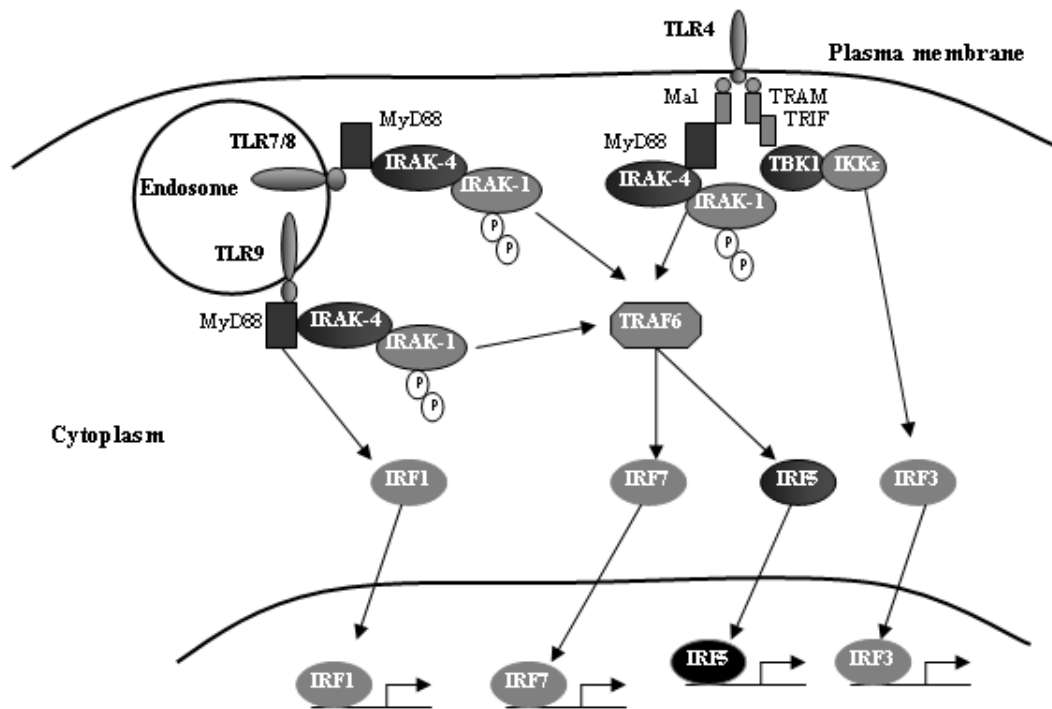 TLR4
Plasma membrane
Mal
TRAM
TRIF
MyD88
TLR7/8
MyD88
IRAK-4
TBK1
IKKε
Endosome
IRAK-1
IRAK-4
IRAK-1
P
P
P
P
TLR9
MyD88
IRAK-4
IRAK-1
TRAF6
P
P
Cytoplasm
IRF1
IRF7
IRF5
IRF3
IRF1
IRF7
IRF5
IRF3